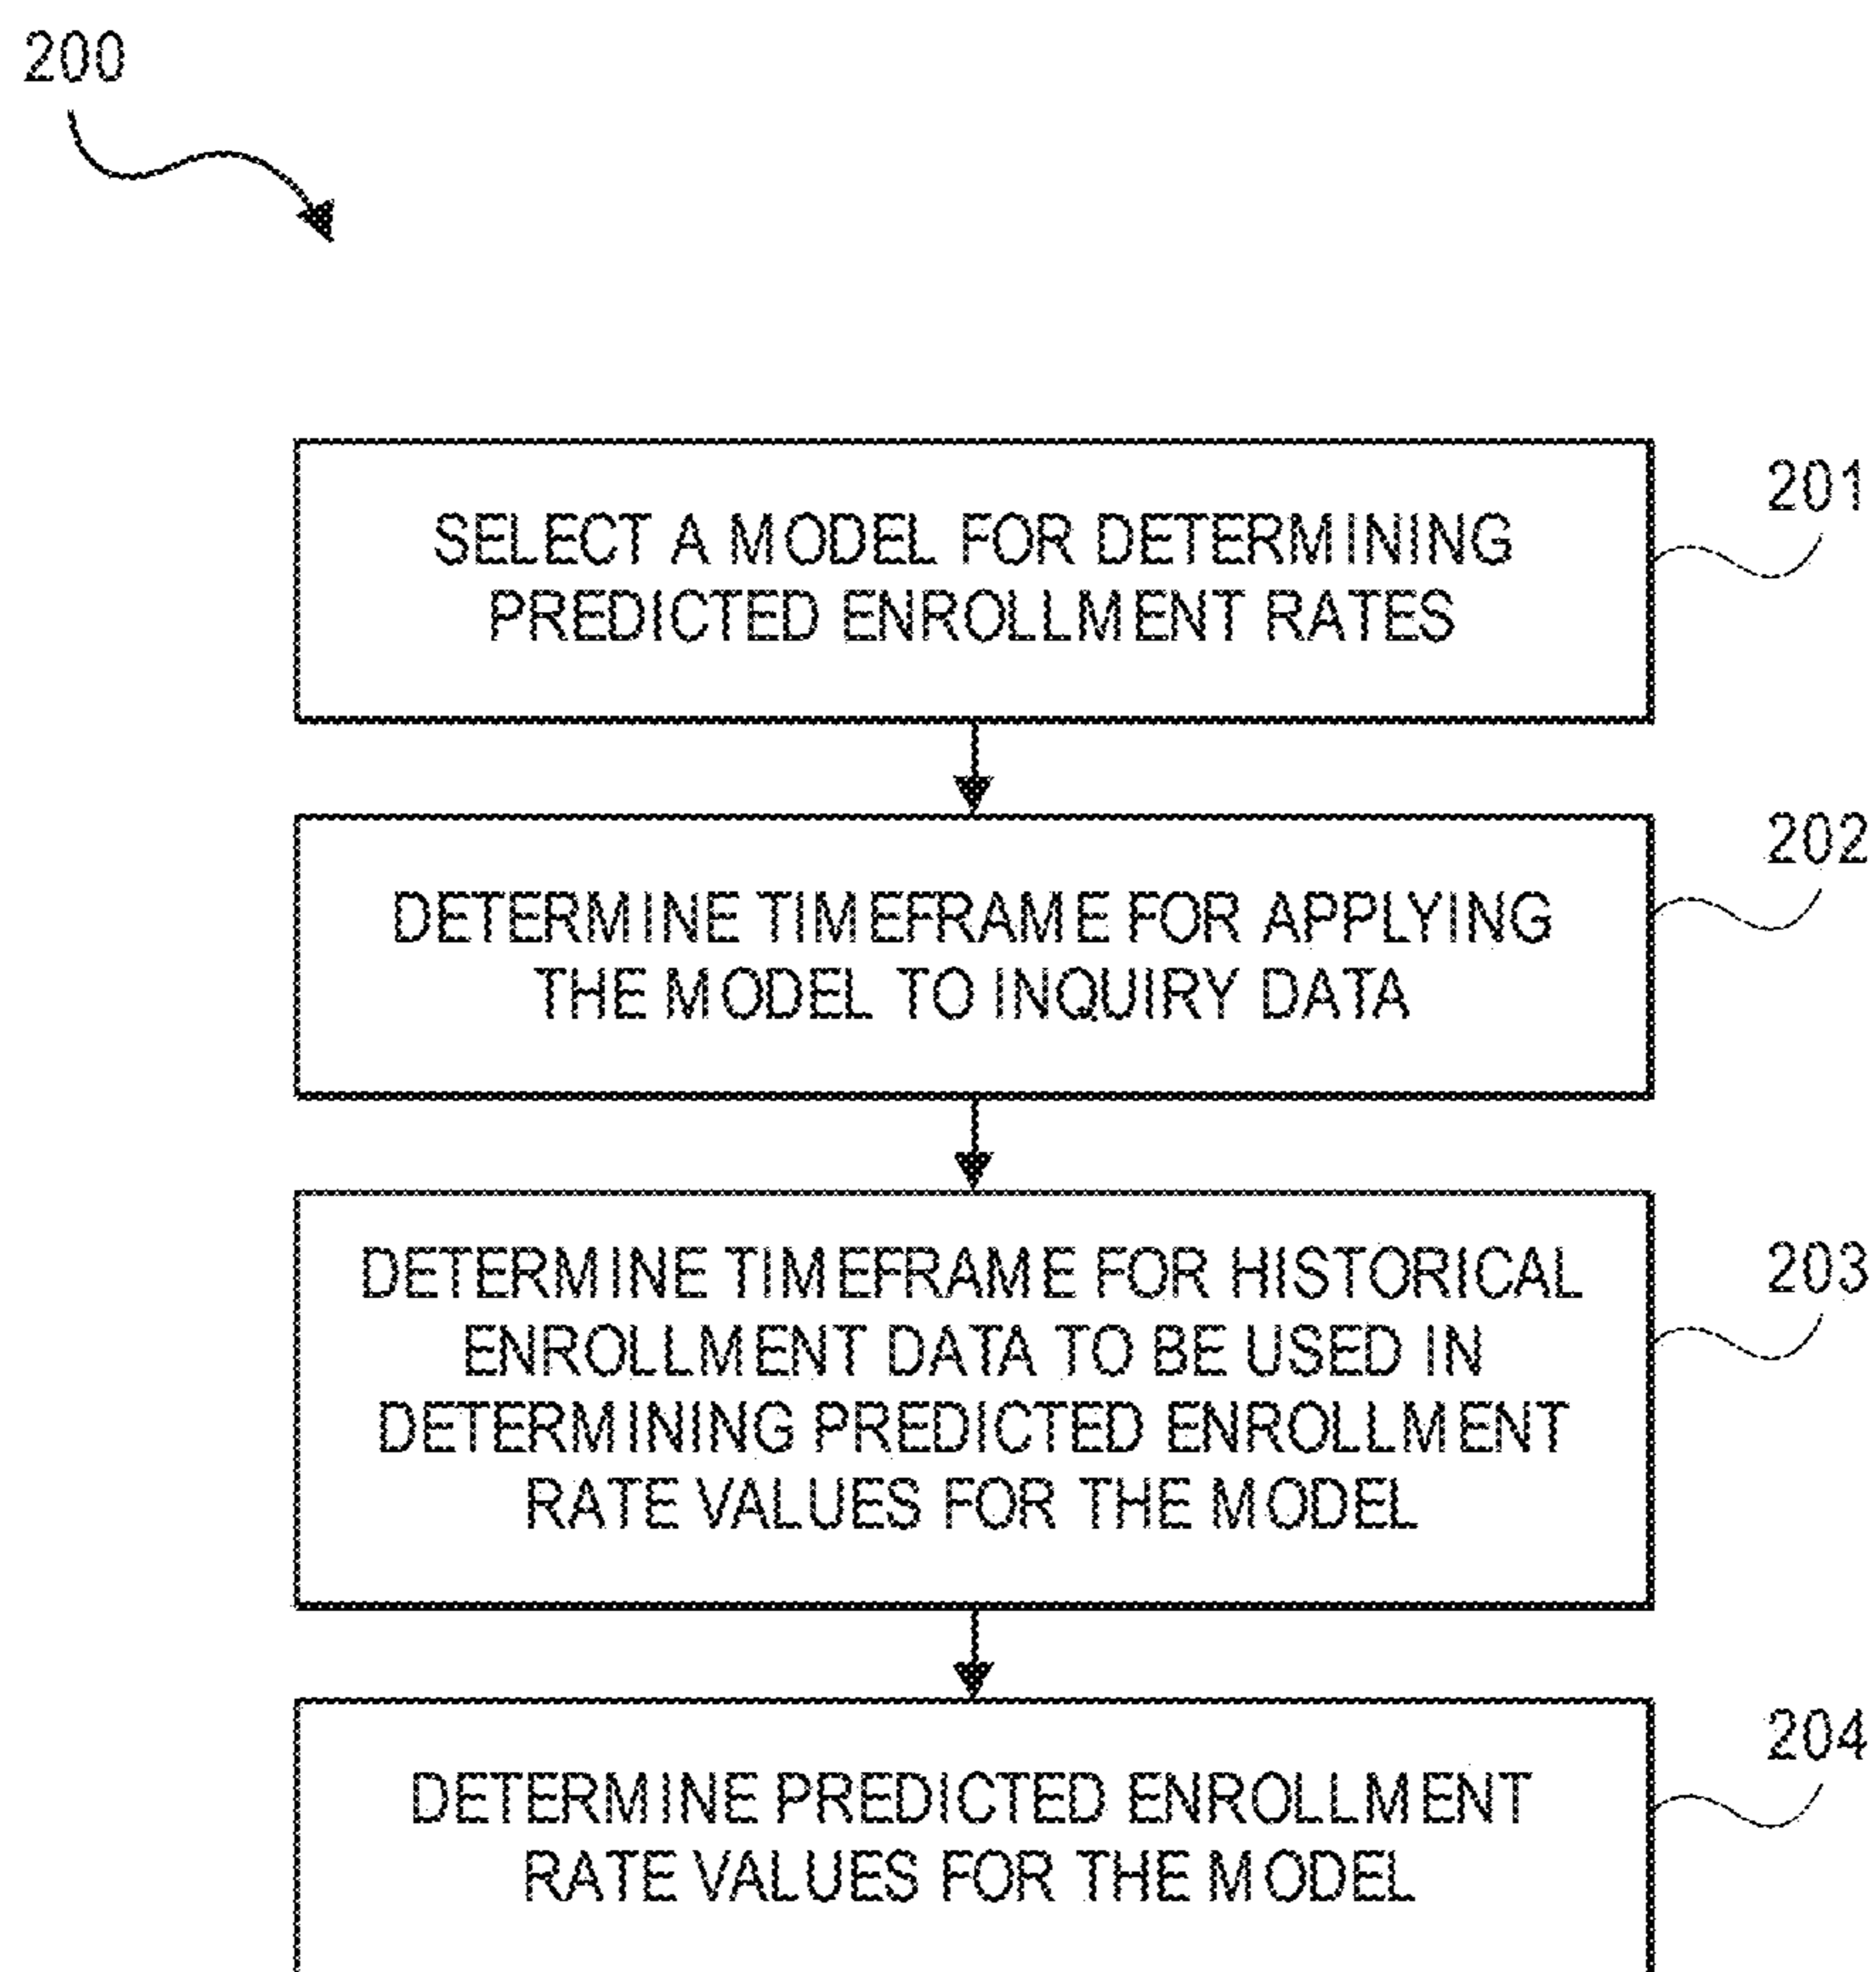 200
SELECT A MODEL FOR DETERMINING
PREDICTED ENROLLMENT RATES
201
DETERMINE TIMEFRAME FOR APPLYING
THE MODEL TO INQUIRY DATA
202
DETERMINE TIMEFRAME FOR HISTORICAL
ENROLLMENT DATA TO BE USED IN
DETERMINING PREDICTED ENROLLMENT
RATE VALUES FOR THE MODEL
203
DETERMINE PREDICTED ENROLLMENT
RATE VALUES FOR THE MODEL
204